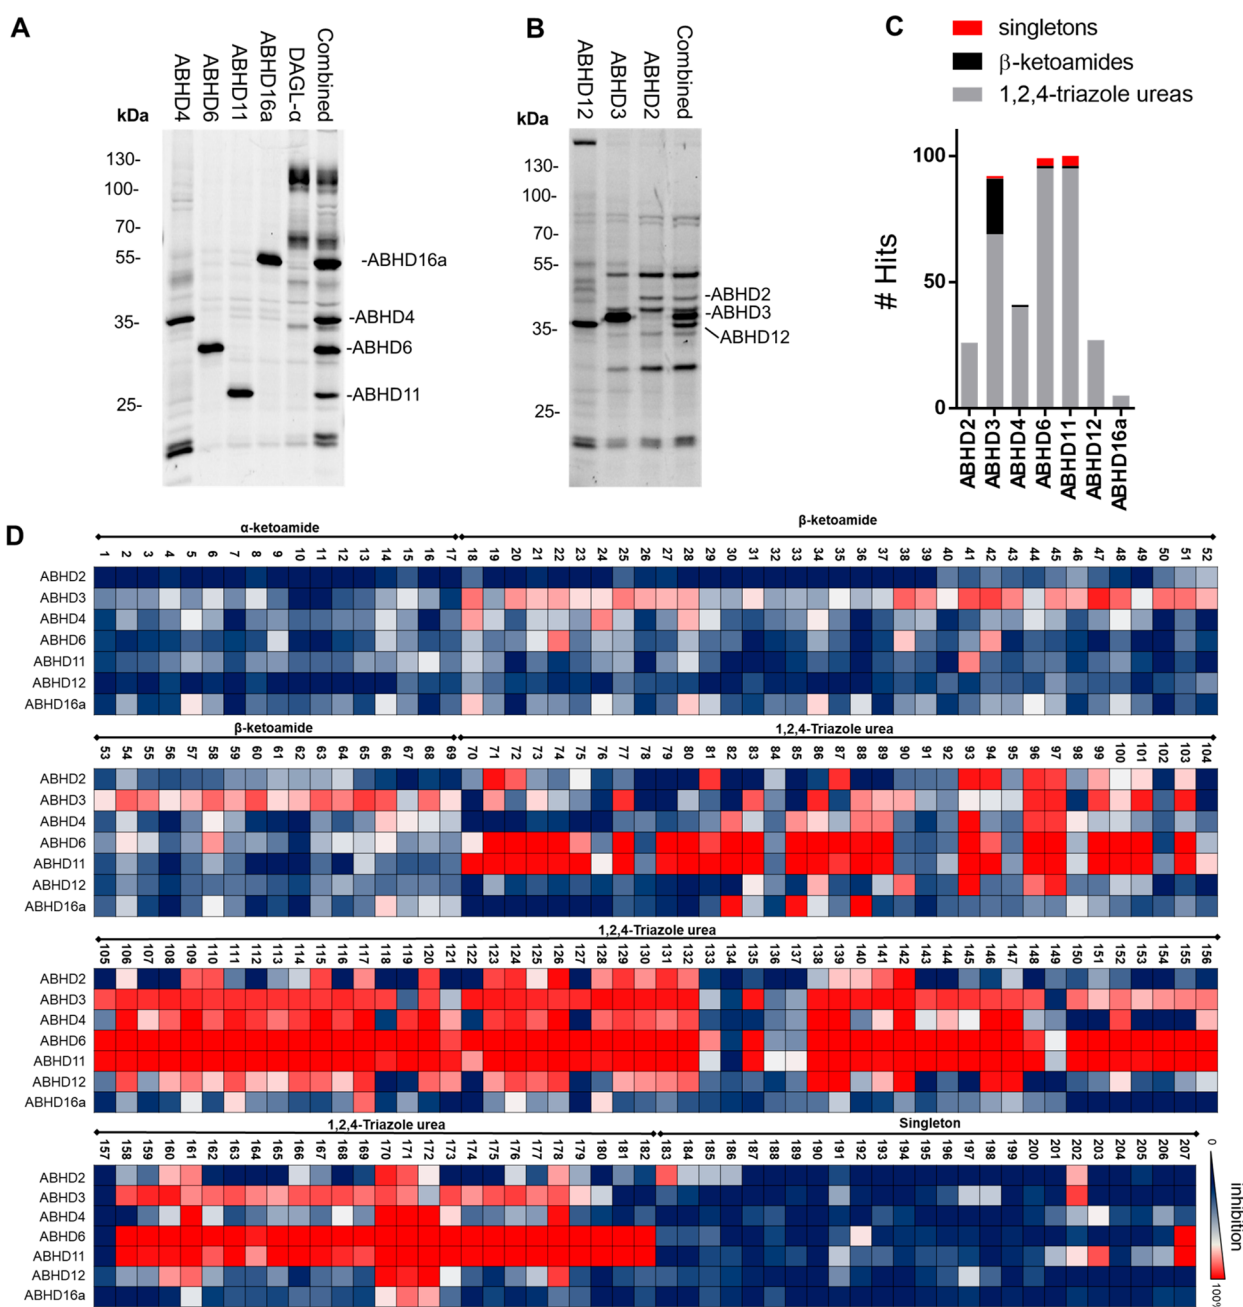 A
kDa
ABHD4
ABHD6
ABHD11
ABHD16a
DAGL-α
Combined
130-
100-
70-
55-
35-
25-
-ABHD16a
-ABHD4
-ABHD6
-ABHD11
B
kDa
ABHD12
ABHD3
ABHD2
Combined
130-
100-
70-
55-
35-
25-
-ABHD2
-ABHD3
ABHD12
C
singletons
β-ketoamides
1,2,4-triazole ureas
# Hits
100
50
0
ABHD2
ABHD3
ABHD4
ABHD6
ABHD11
ABHD12
ABHD16a
D
α-ketoamide
β-ketoamide
1 2 3 4 5 6 7 8 9 10 11 12 13 14 15 16 17 18 19 20 21 22 23 24 25 26 27 28 29 30 31 32 33 34 35 36 37 38 39 40 41 42 43 44 45 46 47 48 49 50 51 52
ABHD2
ABHD3
ABHD4
ABHD6
ABHD11
ABHD12
ABHD16a
β-ketoamide
1,2,4-Triazole urea
53 54 55 56 57 58 59 60 61 62 63 64 65 66 67 68 69 70 71 72 73 74 75 76 77 78 79 80 81 82 83 84 85 86 87 88 89 90 91 92 93 94 95 96 97 98 99 100 101 102 103 104
ABHD2
ABHD3
ABHD4
ABHD6
ABHD11
ABHD12
ABHD16a
1,2,4-Triazole urea
105 106 107 108 109 110 111 112 113 114 115 116 117 118 119 120 121 122 123 124 125 126 127 128 129 130 131 132 133 134 135 136 137 138 139 140 141 142 143 144 145 146 147 148 149 150 151 152 153 154 155 156
ABHD2
ABHD3
ABHD4
ABHD6
ABHD11
ABHD12
ABHD16a
1,2,4-Triazole urea
Singleton
157 158 159 160 161 162 163 164 165 166 167 168 169 170 171 172 173 174 175 176 177 178 179 180 181 182 183 184 185 186 187 188 189 190 191 192 193 194 195 196 197 198 199 200 201 202 203 204 205 206 207
ABHD2
ABHD3
ABHD4
ABHD6
ABHD11
ABHD12
ABHD16a
0
inhibition
100%